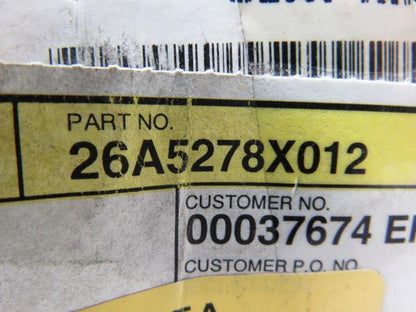 PART NO.
26A5278X012
CUSTOMER NO.
00037674
CUSTOMER P.O. NO